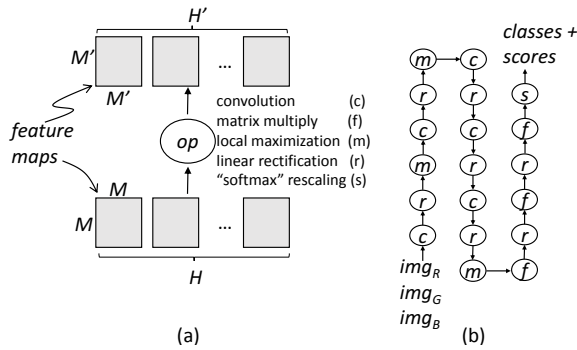 H’
M’
M’
...
feature
maps
op
convolution (c)
matrix multiply (f)
local maximization (m)
linear rectification (r)
“softmax” rescaling (s)
M
M
...
H
(a)
classes +
scores
m
r
c
m
r
c
img_R
img_G
img_B
c
r
c
r
c
r
m
s
f
r
f
r
f
(b)